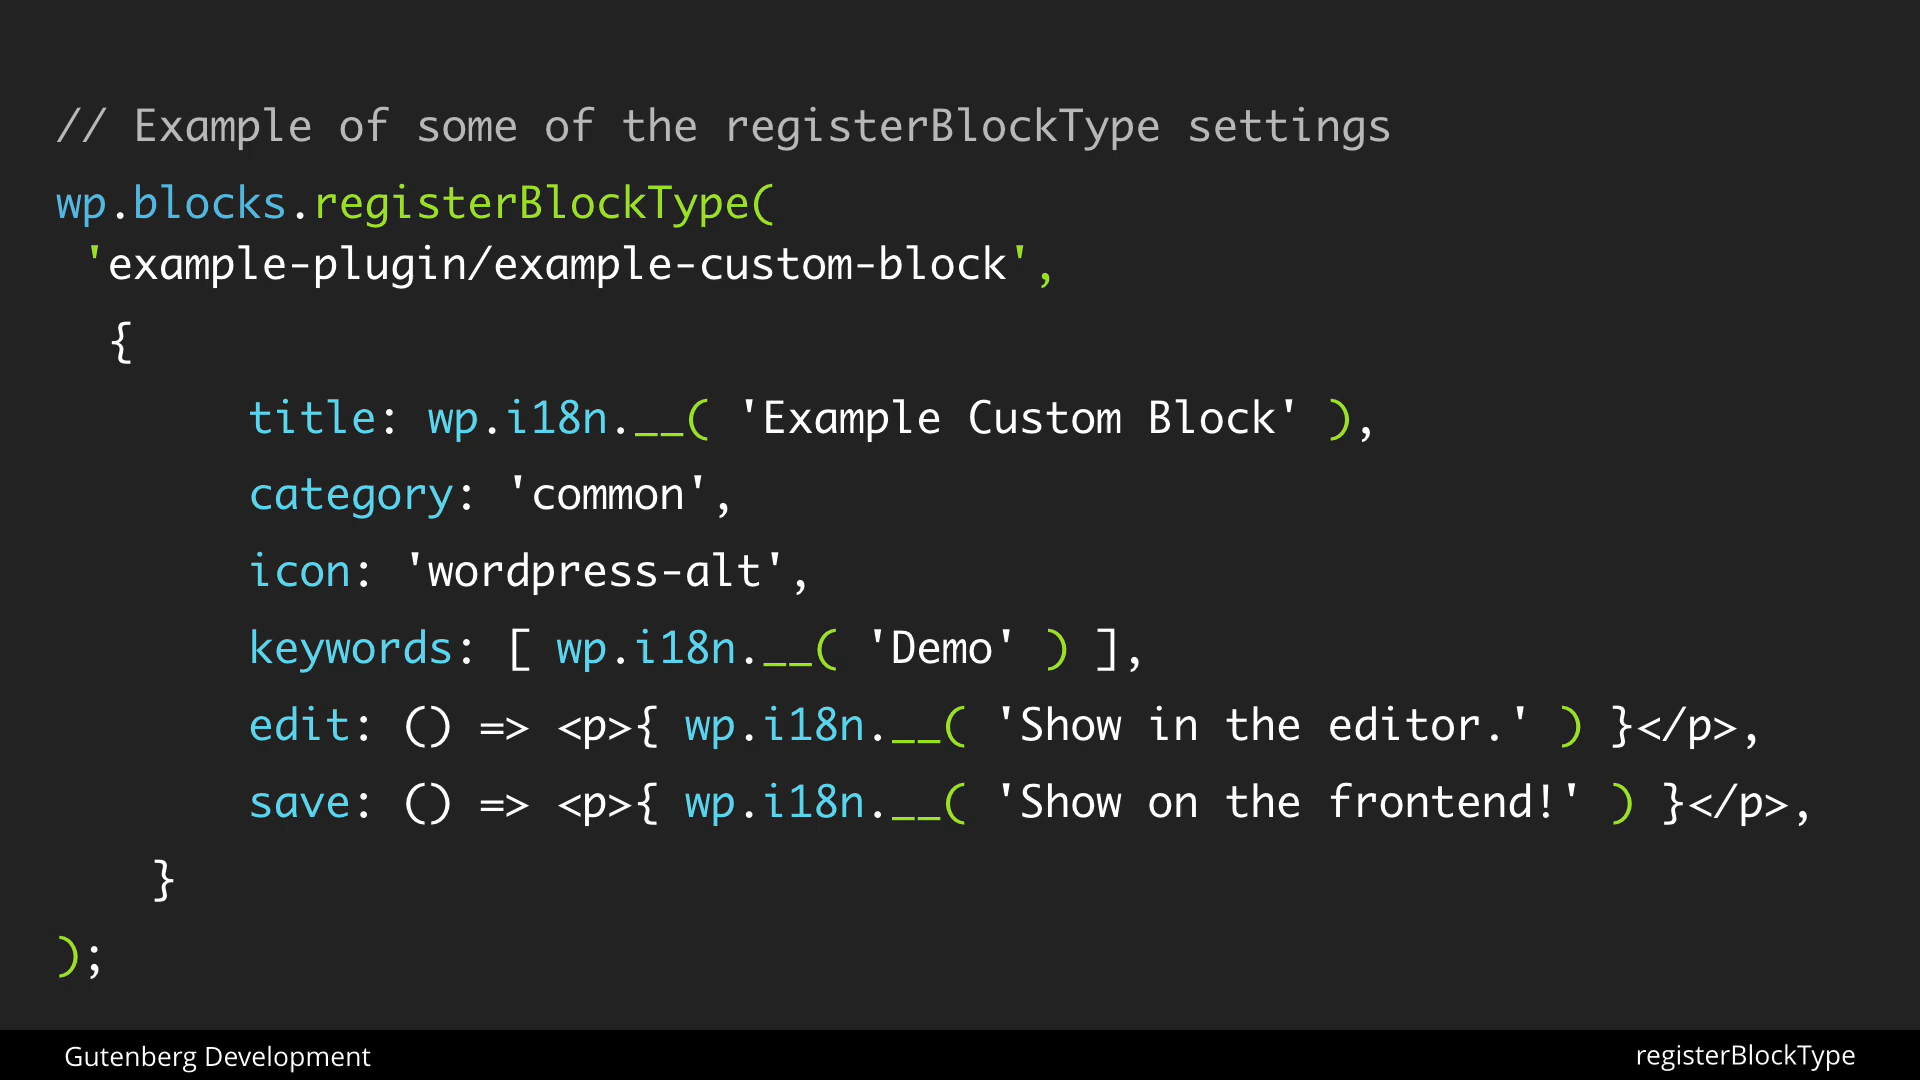 // Example of some of the registerBlockType settings
wp.blocks.registerBlockType(
'example-plugin/example-custom-block',
{
title: wp.i18n.__( 'Example Custom Block' ),
category: 'common',
icon: 'wordpress-alt',
keywords: [ wp.i18n.__( 'Demo' ) ],
edit: () => <p>{ wp.i18n.__( 'Show in the editor.' ) }</p>,
save: () => <p>{ wp.i18n.__( 'Show on the frontend!' ) }</p>,
}
);
Gutenberg Development
registerBlockType